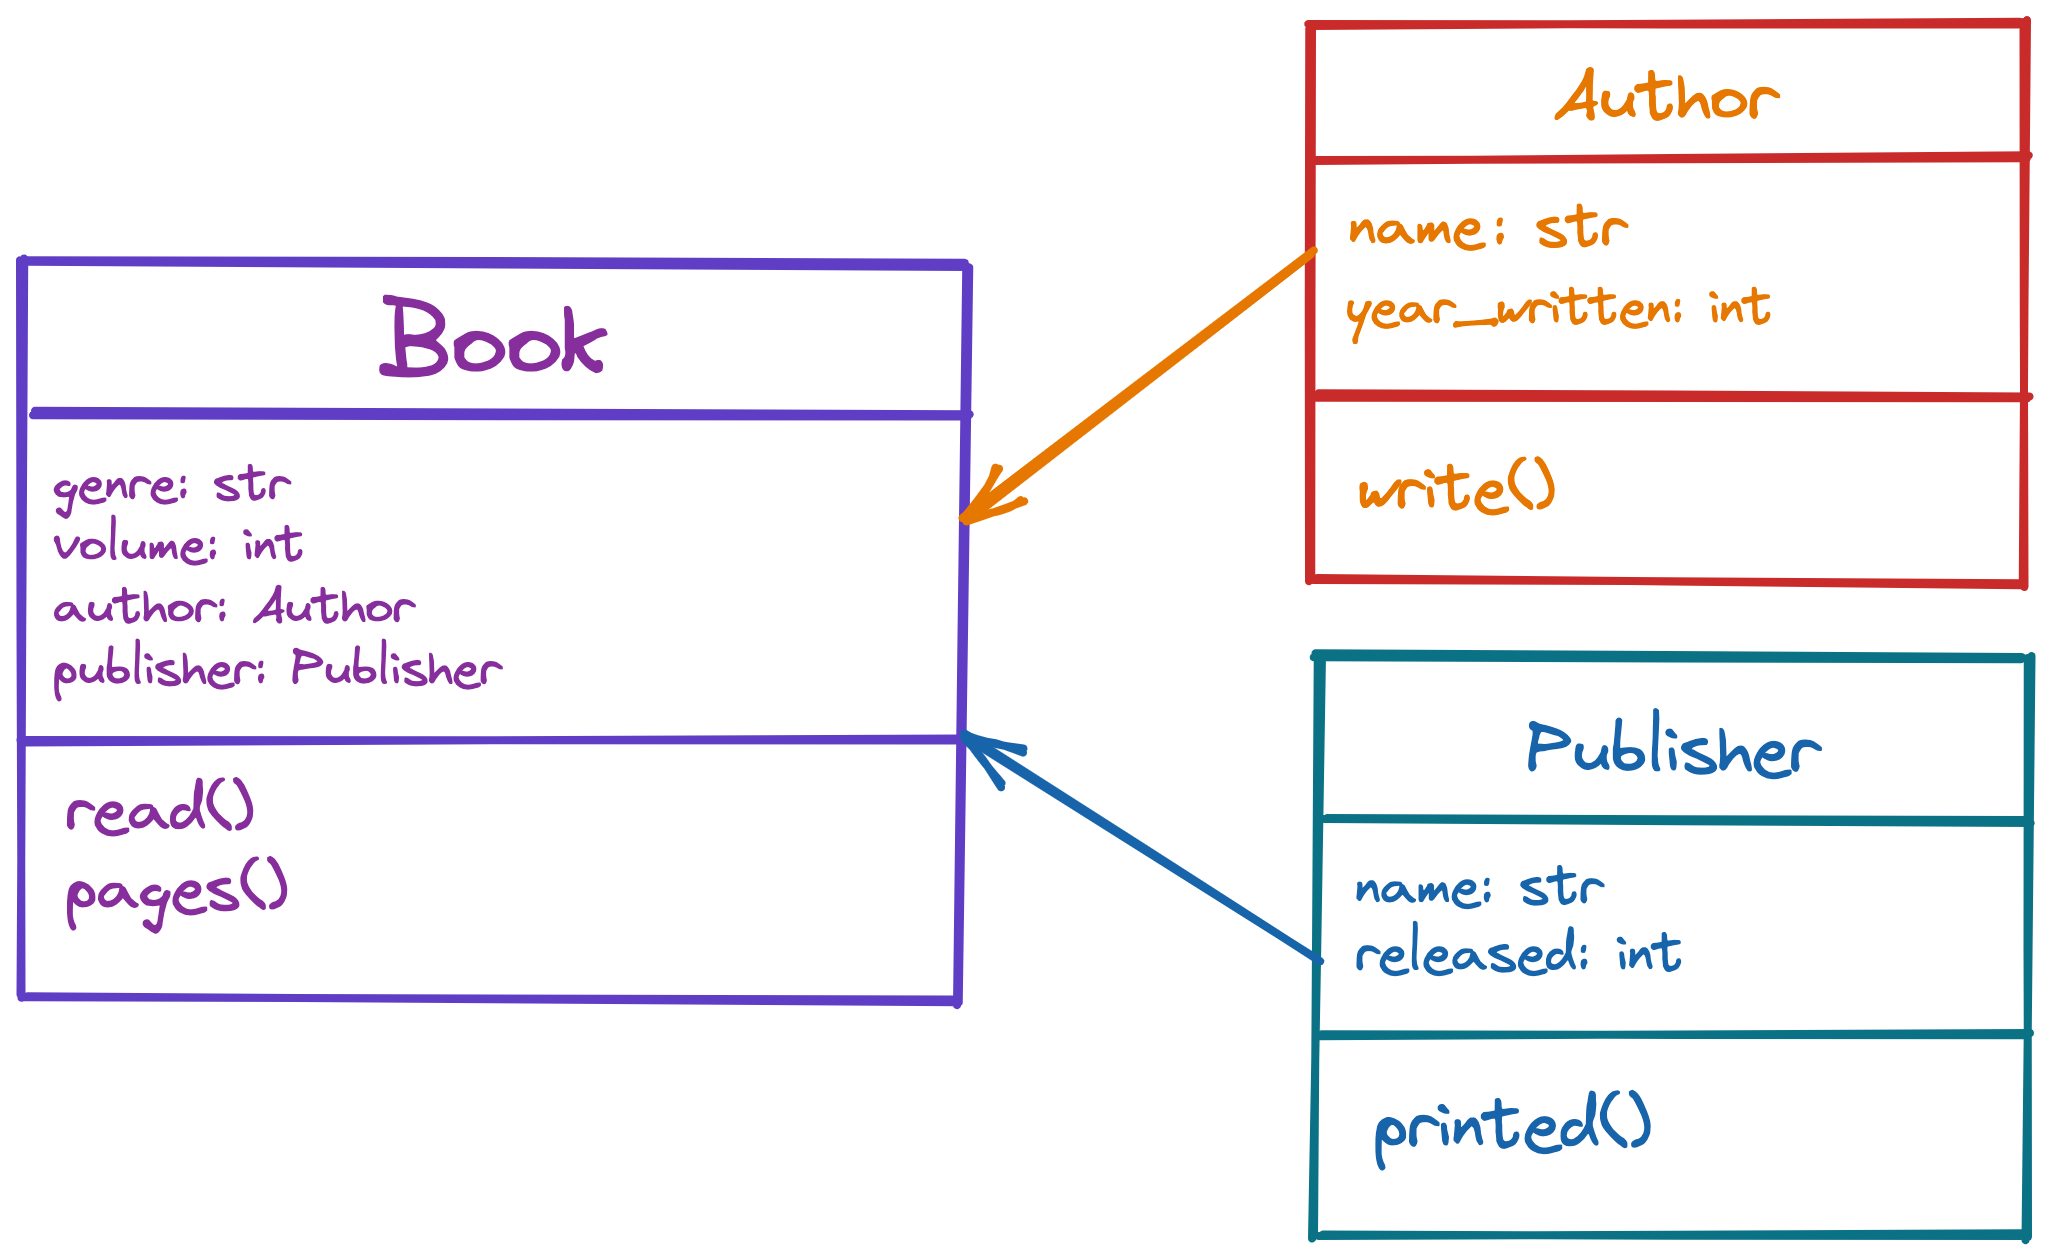 Book
genre: str
volume: int
author: Author
publisher: Publisher
read()
pages()
Author
name: str
year_written: int
write()
Publisher
name: str
released: int
printed()